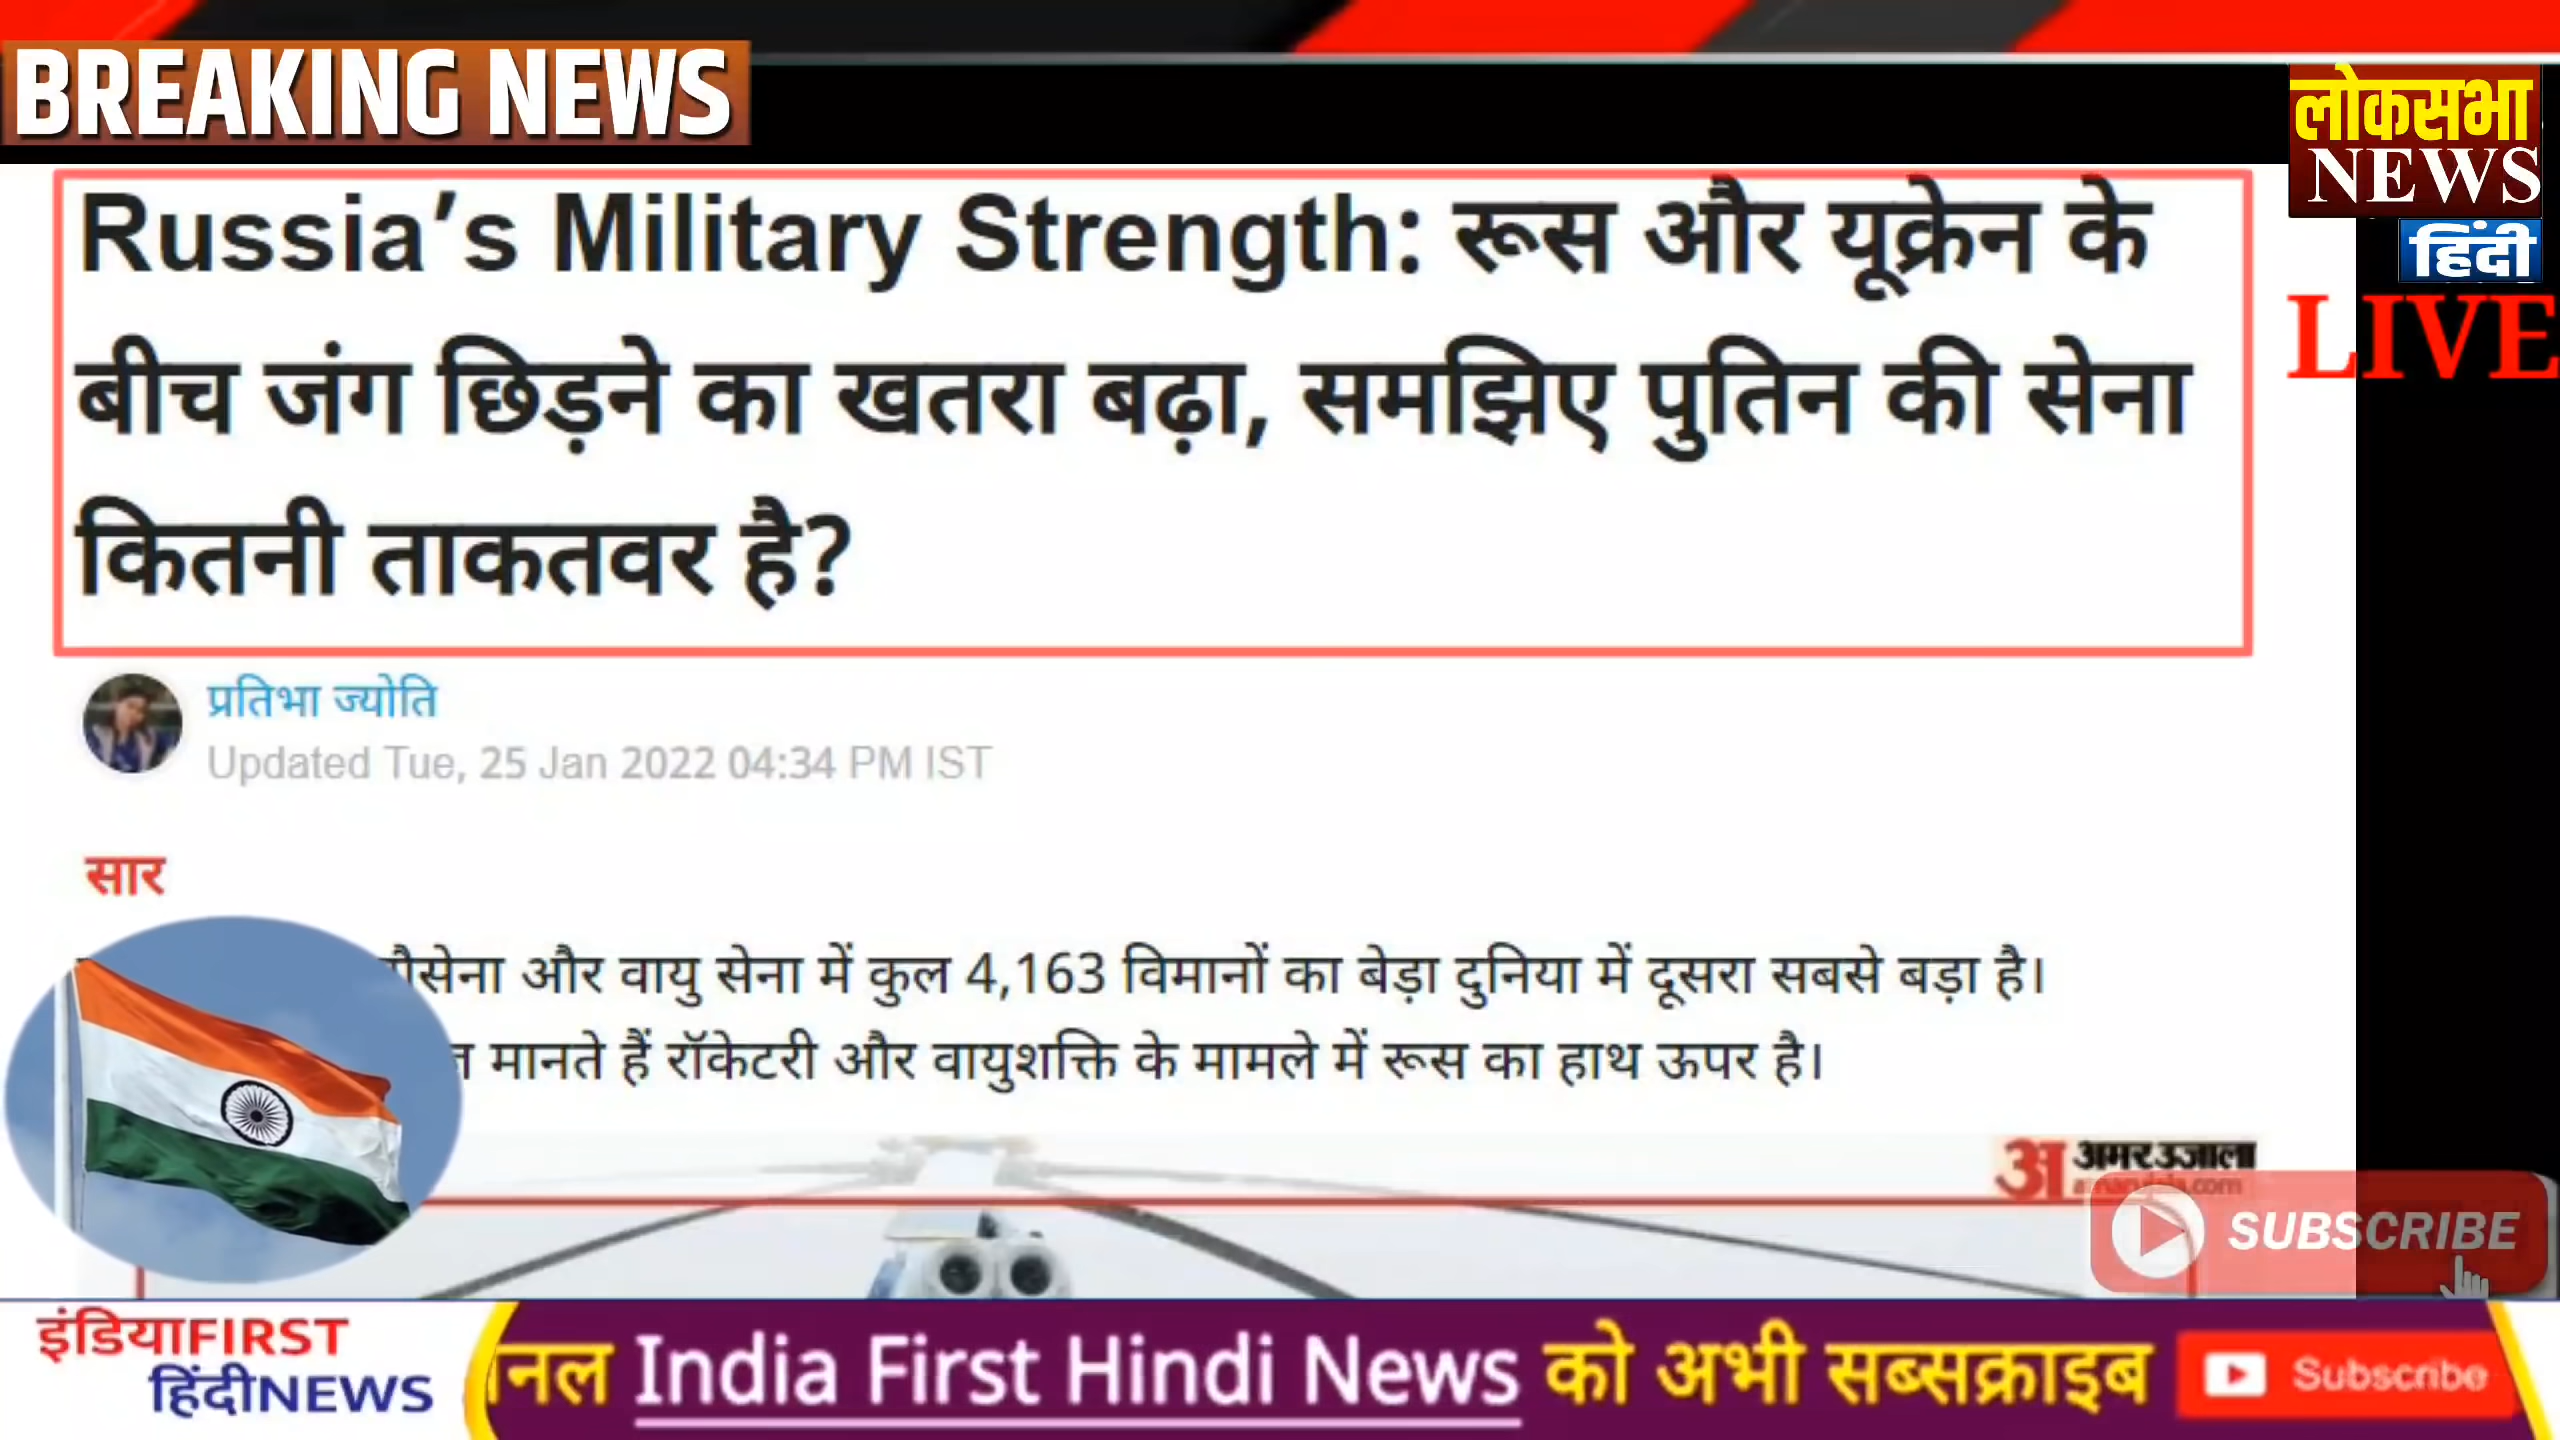 BREAKING NEWS
लोकसभा
NEWS
हिंदी
LIVE
Russia's Military Strength: रूस और यूक्रेन के
बीच जंग छिड़ने का खतरा बढ़ा, समझिए पुतिन की सेना
कितनी ताकतवर है?
प्रतिभा ज्योति
Updated Tue, 25 Jan 2022 04:34 PM IST
सार
और वायु सेना में कुल 4,163 विमानों का बेड़ा दुनिया में दूसरा सबसे बड़ा है।
मानते हैं रॉकेटरी और वायुशक्ति के मामले में रूस का हाथ ऊपर है।
अ अमर उजाला
SUBSCRIBE
इंडियाFIRST
हिंदीNEWS
India First Hindi News को अभी सब्सक्राइब
Subscribe